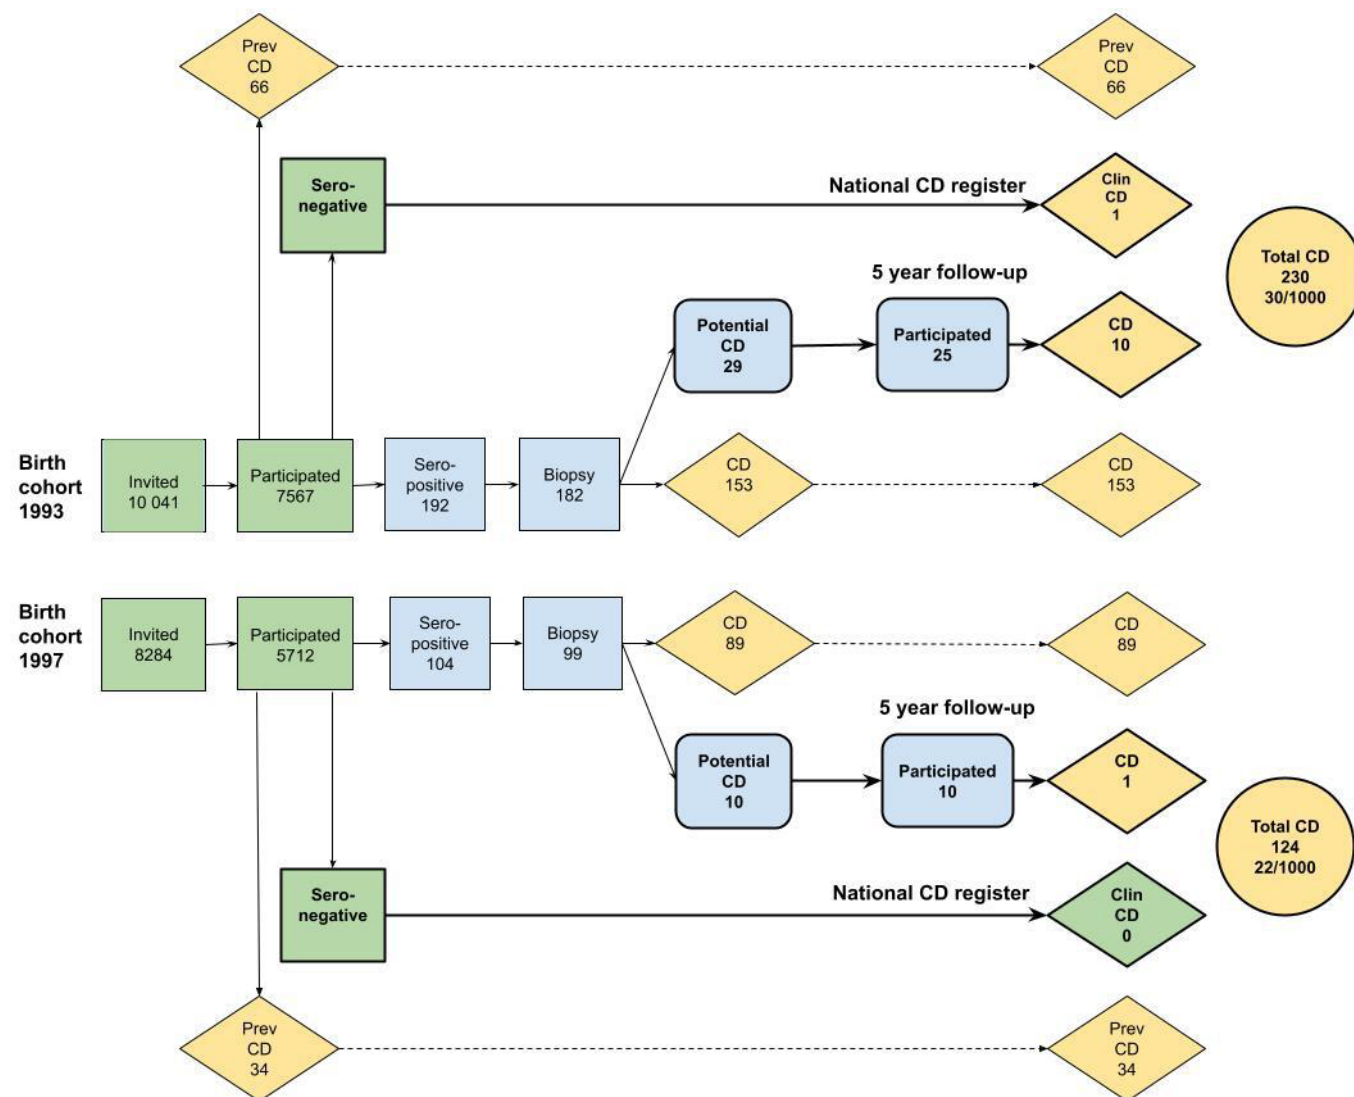 Prev
CD
66
Prev
CD
66
Sero-
negative
National CD register
Clin
CD
1
Total CD
230
30/1000
5 year follow-up
Potential
CD
29
Participated
25
CD
10
Birth
cohort
1993
Invited
10 041
Participated
7567
Sero-
positive
192
Biopsy
182
CD
153
CD
153
Birth
cohort
1997
Invited
8284
Participated
5712
Sero-
positive
104
Biopsy
99
CD
89
CD
89
5 year follow-up
Potential
CD
10
Participated
10
CD
1
Total CD
124
22/1000
Sero-
negative
National CD register
Clin
CD
0
Prev
CD
34
Prev
CD
34